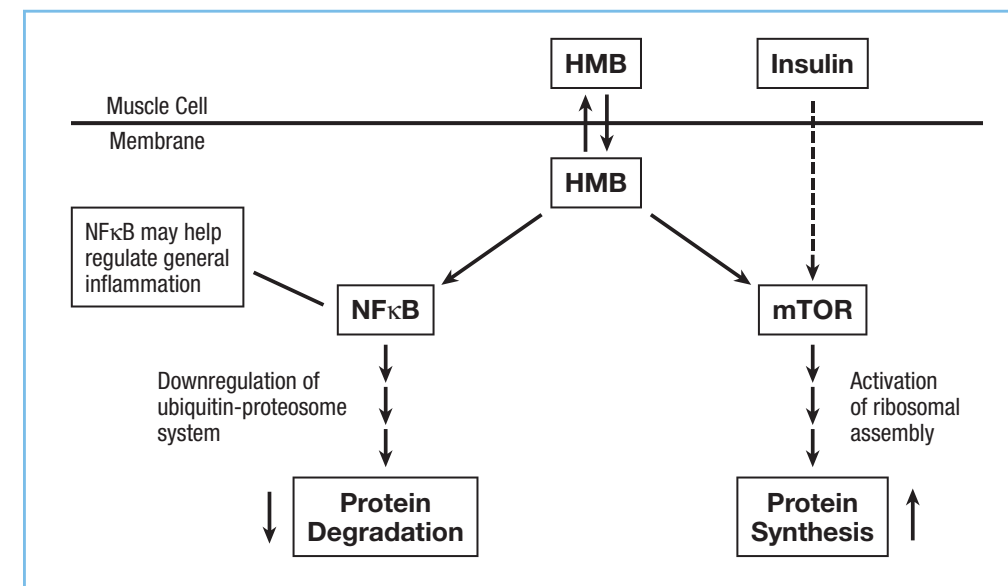 HMB
Insulin
Muscle Cell
Membrane
HMB
NFκB may help
regulate general
inflammation
NFκB
mTOR
Downregulation of
ubiquitin-proteosome
system
Activation
of ribosomal
assembly
Protein
Degradation
Protein
Synthesis